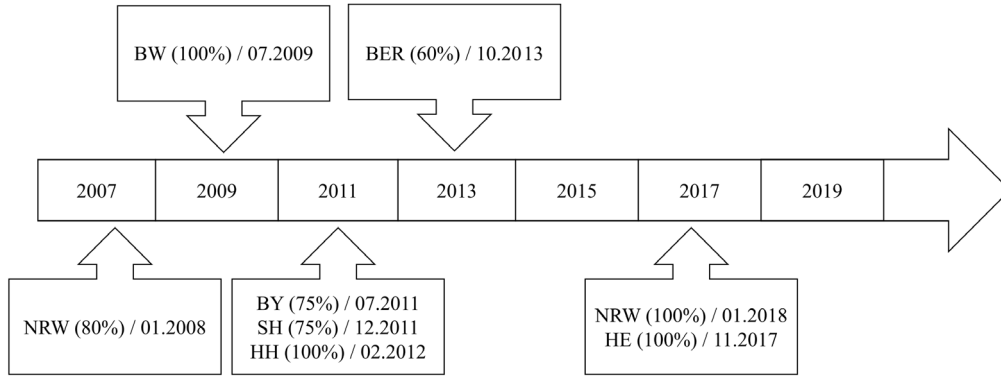 BW (100%) / 07.2009
BER (60%) / 10.2013
2007
2009
2011
2013
2015
2017
2019
NRW (80%) / 01.2008
BY (75%) / 07.2011
SH (75%) / 12.2011
HH (100%) / 02.2012
NRW (100%) / 01.2018
HE (100%) / 11.2017